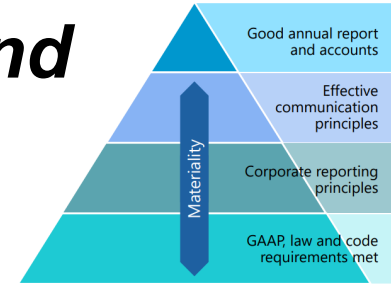 nd
Good annual report
and accounts
Effective
communication
principles
Materiality
Corporate reporting
principles
GAAP, law and code
requirements met